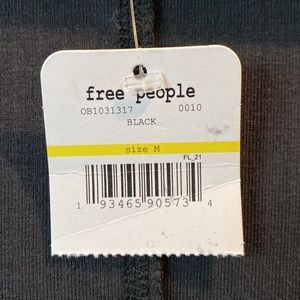 free people
OB1031317 0010
BLACK
size M
FL_21
1 93465 90573 4